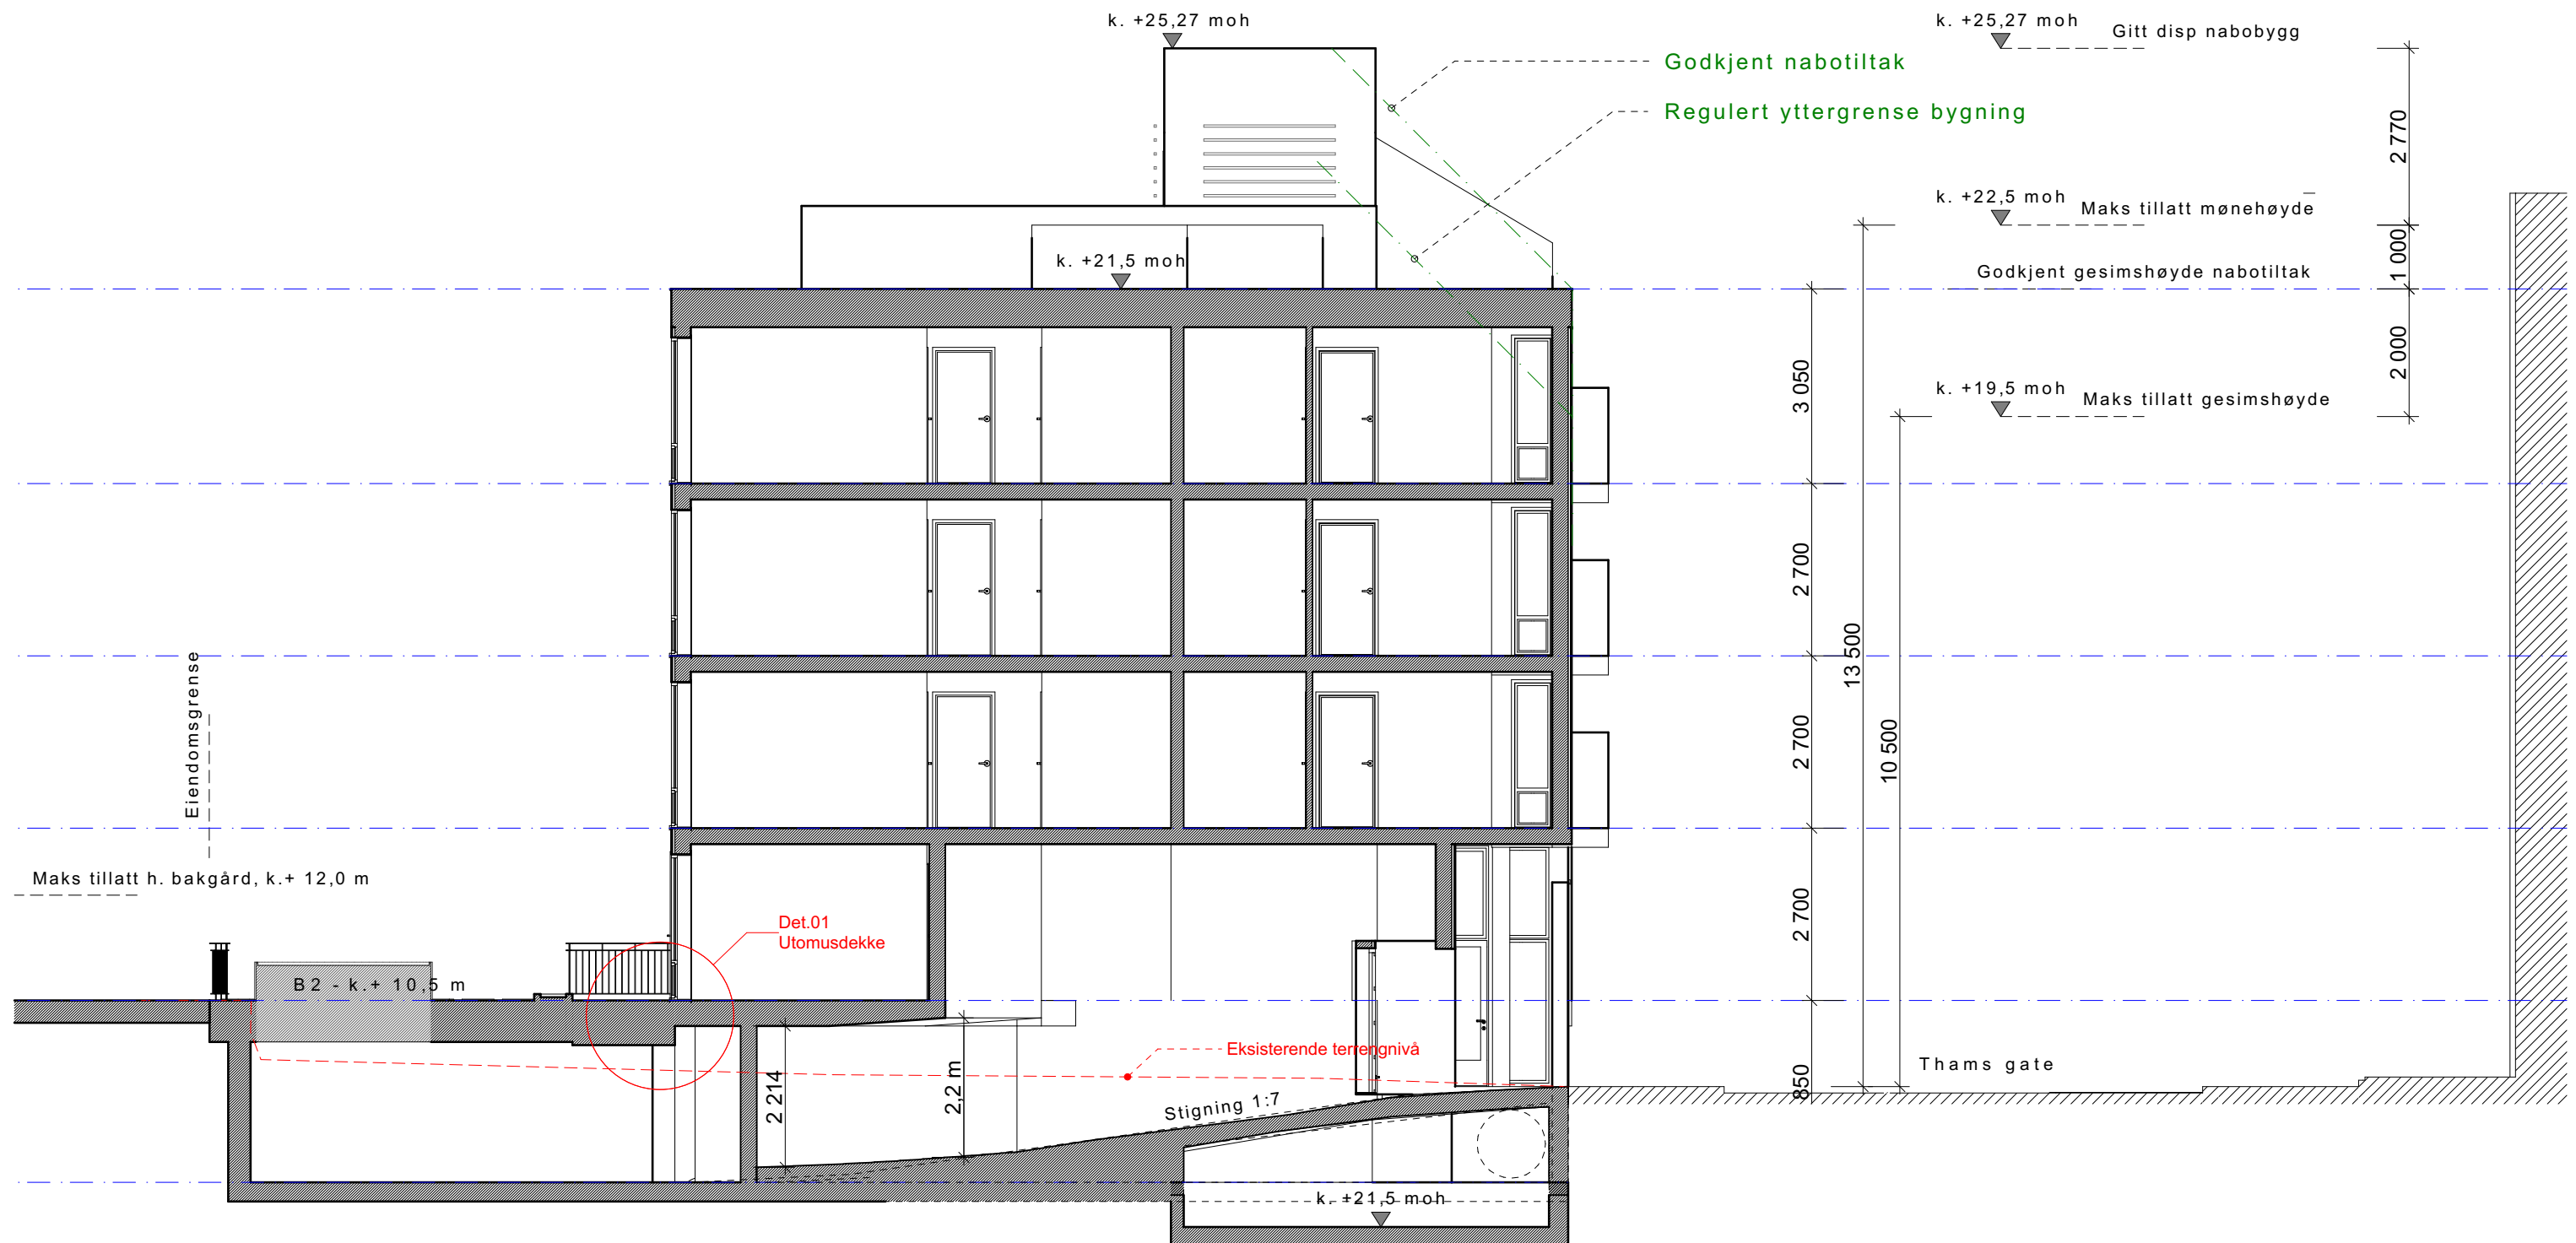 k. +25,27 moh
k. +25,27 moh
Gitt disp nabobygg
Godkjent nabotiltak
Regulert yttergrense bygning
2 770
k. +22,5 moh
Maks tillatt mønehøyde
1 000
k. +21,5 moh
Godkjent gesimshøyde nabotiltak
2 000
3 050
k. +19,5 moh
Maks tillatt gesimshøyde
2 700
13 500
Eiendomsgrense
2 700
10 500
Maks tillatt h. bakgård, k.+ 12,0 m
Det.01
Utomusdekke
2 700
B2 - k.+ 10,5 m
Eksisterende terrengnivå
Thams gate
850
2 214
2,2 m
Stigning 1:7
k. +21,5 moh